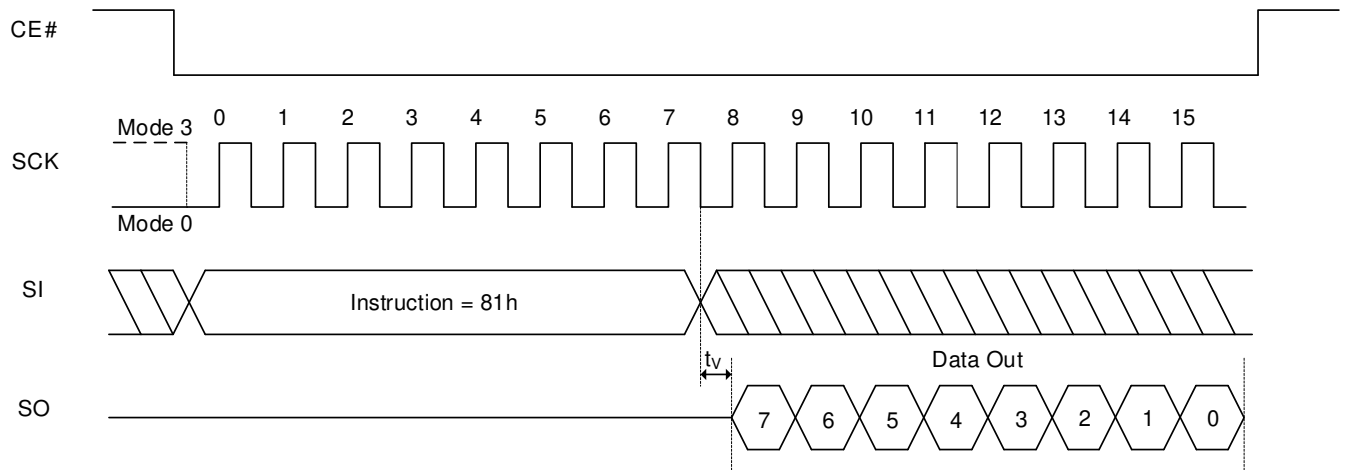 CE#
Mode 3 0 1 2 3 4 5 6 7 8 9 10 11 12 13 14 15
SCK
Mode 0
SI Instruction = 81h
tV Data Out
SO 7 6 5 4 3 2 1 0